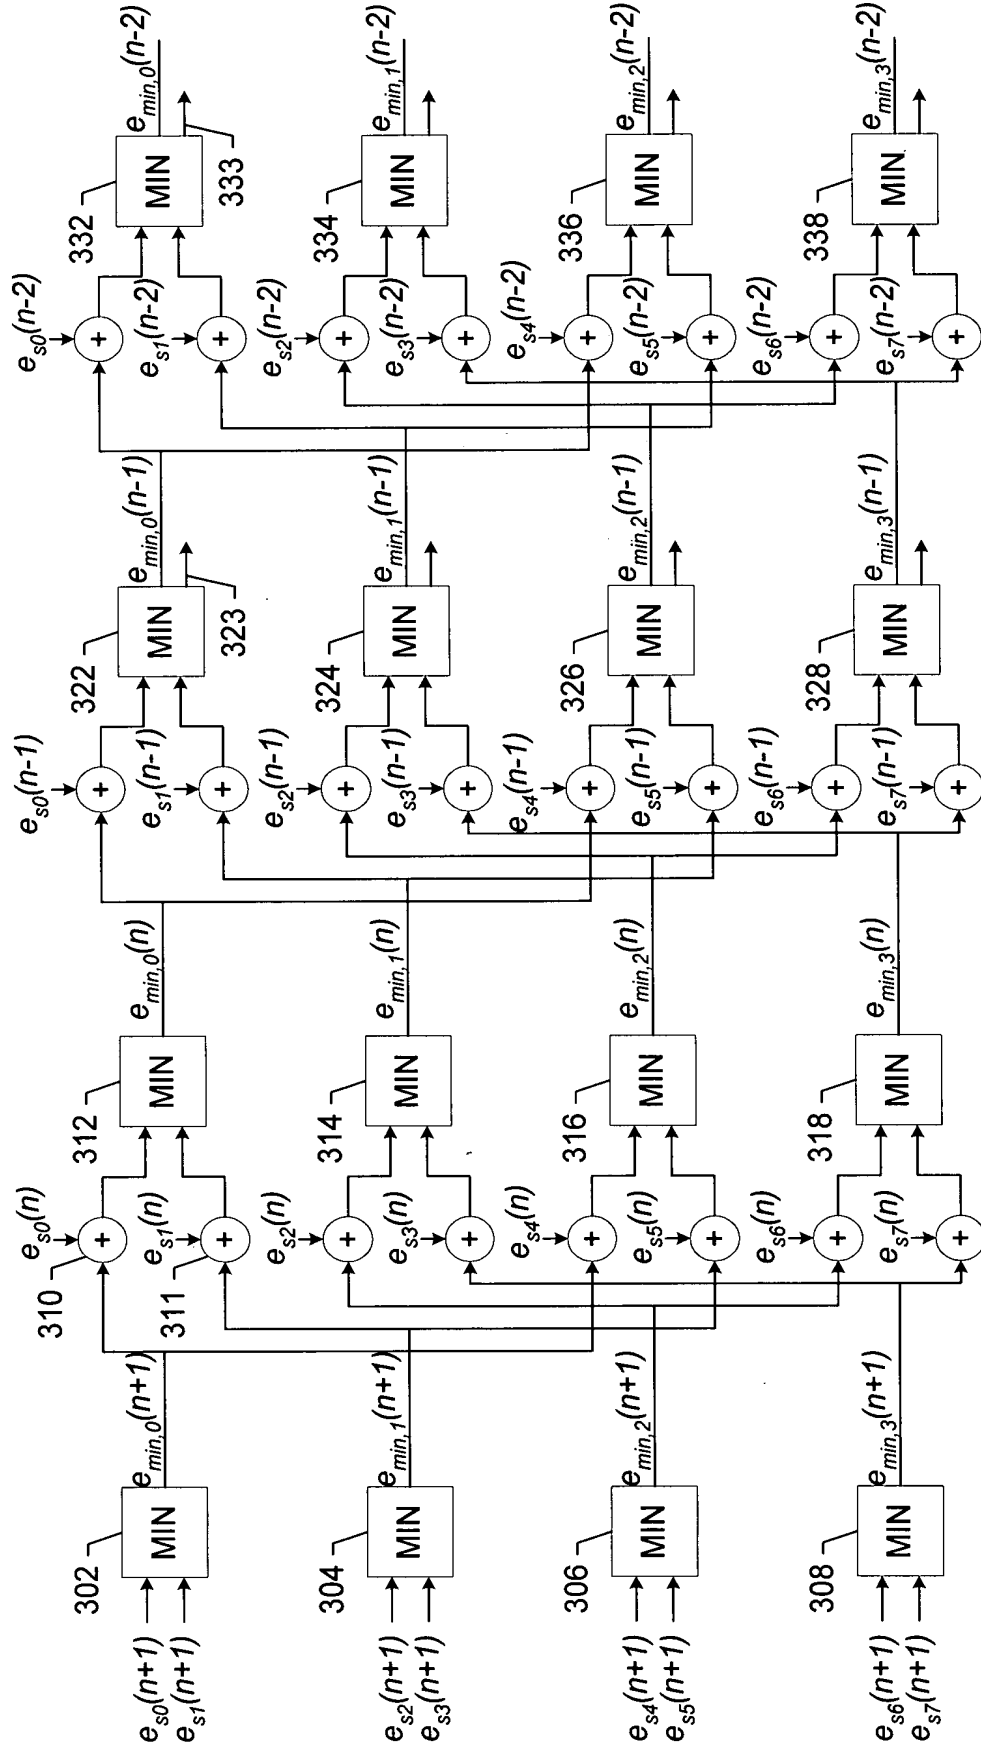 e_s0(n+1)
e_s1(n+1)
302
MIN
e_min,0(n+1)
310
e_s0(n)
+
311
e_s1(n)
+
312
MIN
e_min,0(n)
e_s0(n-1)
+
e_s1(n-1)
+
322
MIN
323
e_min,0(n-1)
e_s0(n-2)
+
e_s1(n-2)
+
332
MIN
333
e_min,0(n-2)
e_s2(n+1)
e_s3(n+1)
304
MIN
e_min,1(n+1)
e_s2(n)
+
e_s3(n)
+
314
MIN
e_min,1(n)
e_s2(n-1)
+
e_s3(n-1)
+
324
MIN
e_min,1(n-1)
e_s2(n-2)
+
e_s3(n-2)
+
334
MIN
e_min,1(n-2)
e_s4(n+1)
e_s5(n+1)
306
MIN
e_min,2(n+1)
e_s4(n)
+
e_s5(n)
+
316
MIN
e_min,2(n)
e_s4(n-1)
+
e_s5(n-1)
+
326
MIN
e_min,2(n-1)
e_s4(n-2)
+
e_s5(n-2)
+
336
MIN
e_min,2(n-2)
e_s6(n+1)
e_s7(n+1)
308
MIN
e_min,3(n+1)
e_s6(n)
+
e_s7(n)
+
318
MIN
e_min,3(n)
e_s6(n-1)
+
e_s7(n-1)
+
328
MIN
e_min,3(n-1)
e_s6(n-2)
+
e_s7(n-2)
+
338
MIN
e_min,3(n-2)